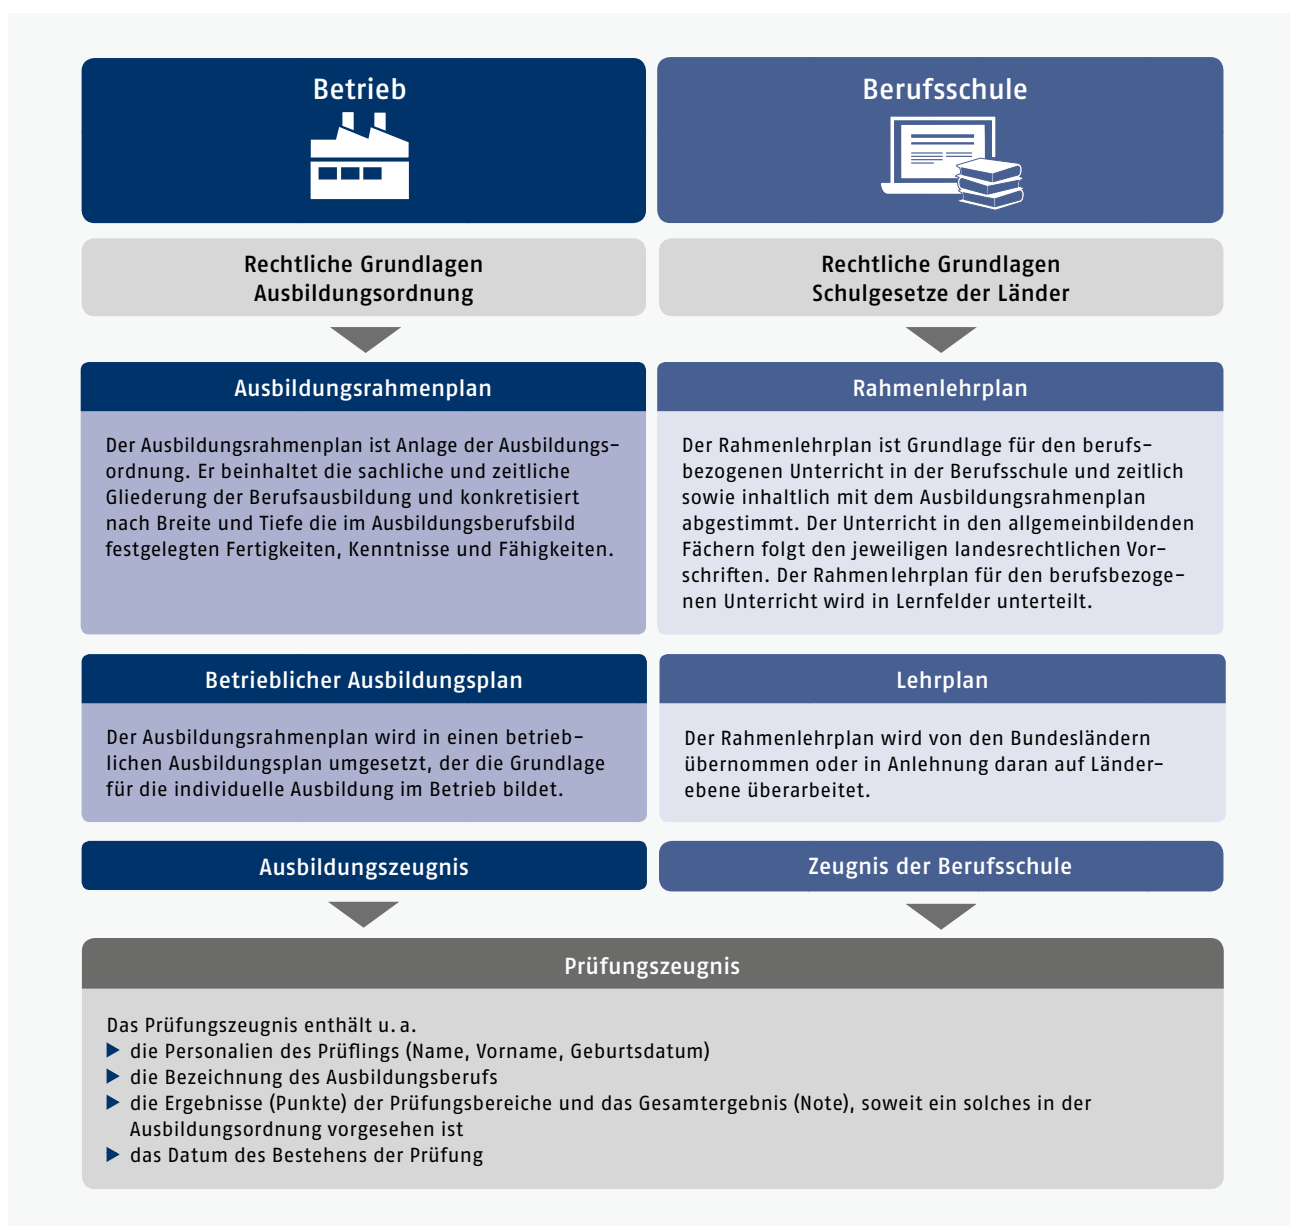 Betrieb
Rechtliche Grundlagen
Ausbildungsordnung
Ausbildungsrahmenplan
Der Ausbildungsrahmenplan ist Anlage der Ausbildungs-
ordnung. Er beinhaltet die sachliche und zeitliche
Gliederung der Berufsausbildung und konkretisiert
nach Breite und Tiefe die im Ausbildungsberufsbild
festgelegten Fertigkeiten, Kenntnisse und Fähigkeiten.
Betrieblicher Ausbildungsplan
Der Ausbildungsrahmenplan wird in einen betrieb-
lichen Ausbildungsplan umgesetzt, der die Grundlage
für die individuelle Ausbildung im Betrieb bildet.
Ausbildungszeugnis
Berufsschule
Rechtliche Grundlagen
Schulgesetze der Länder
Rahmenlehrplan
Der Rahmenlehrplan ist Grundlage für den berufs-
bezogenen Unterricht in der Berufsschule und zeitlich
sowie inhaltlich mit dem Ausbildungsrahmenplan
abgestimmt. Der Unterricht in den allgemeinbildenden
Fächern folgt den jeweiligen landesrechtlichen Vor-
schriften. Der Rahmenlehrplan für den berufsbezoge-
nen Unterricht wird in Lernfelder unterteilt.
Lehrplan
Der Rahmenlehrplan wird von den Bundesländern
übernommen oder in Anlehnung daran auf Länder-
ebene überarbeitet.
Zeugnis der Berufsschule
Prüfungszeugnis
Das Prüfungszeugnis enthält u. a.
▶ die Personalien des Prüflings (Name, Vorname, Geburtsdatum)
▶ die Bezeichnung des Ausbildungsberufs
▶ die Ergebnisse (Punkte) der Prüfungsbereiche und das Gesamtergebnis (Note), soweit ein solches in der
Ausbildungsordnung vorgesehen ist
▶ das Datum des Bestehens der Prüfung